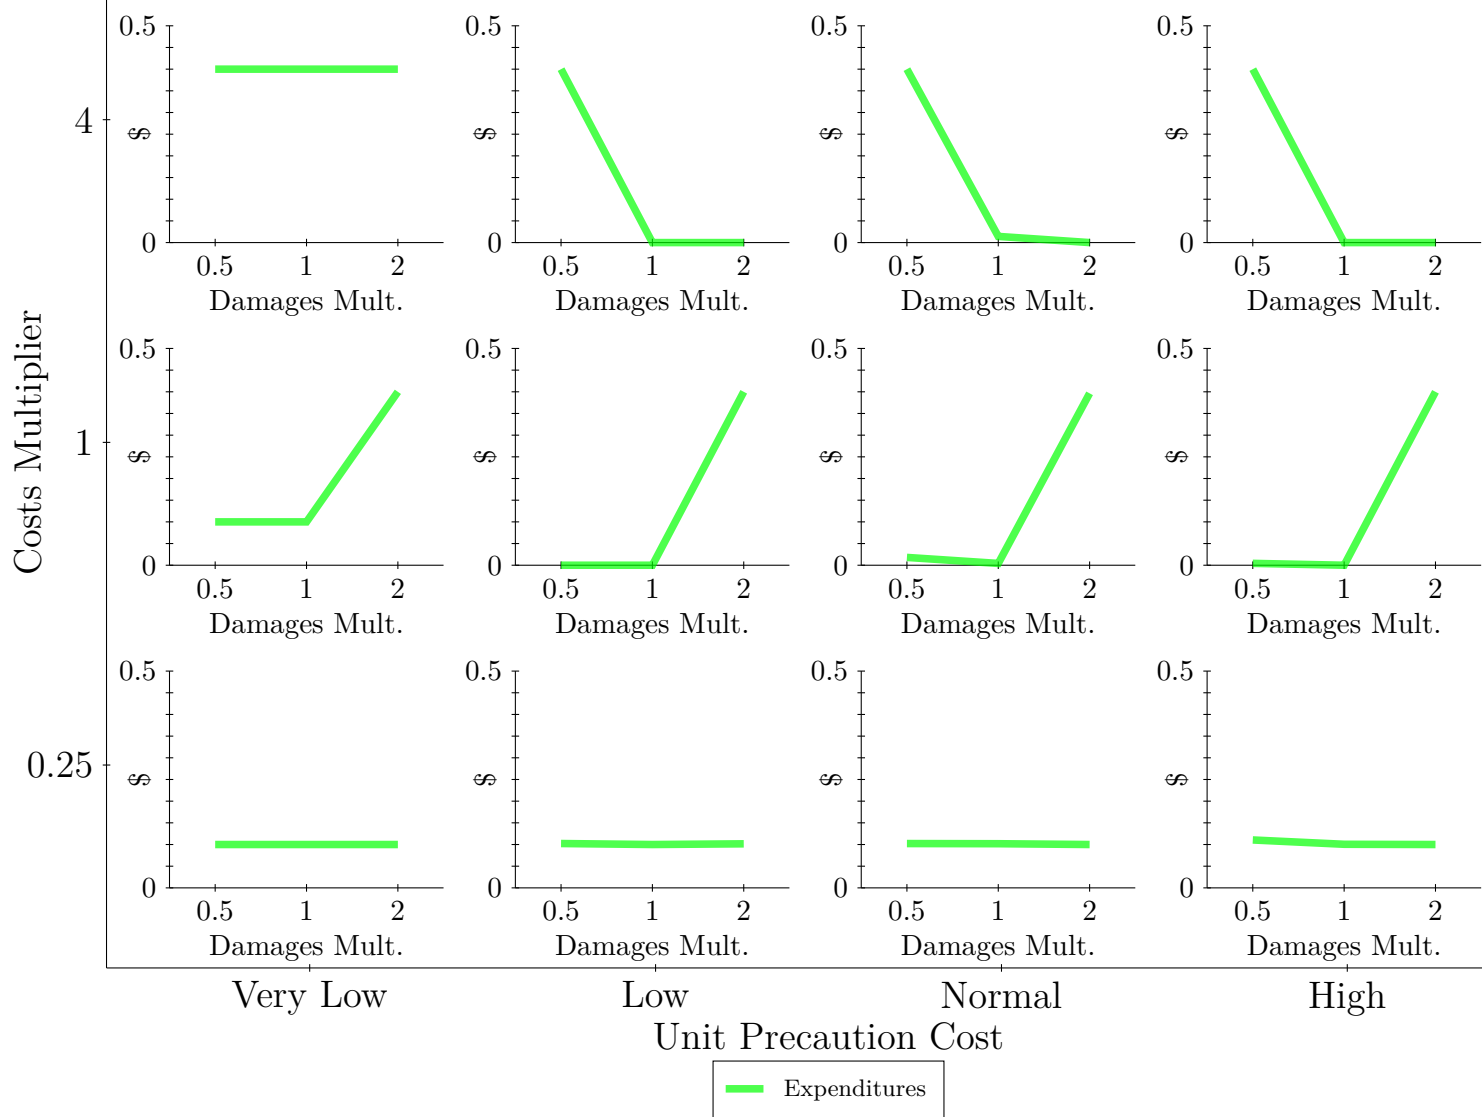 0.5 0.5 0.5 0.5
4 $ $ $ $
0 0 0 0
0.5 1 2 0.5 1 2 0.5 1 2 0.5 1 2
Damages Mult. Damages Mult. Damages Mult. Damages Mult.
Costs Multiplier
0.5 0.5 0.5 0.5
1 $ $ $ $
0 0 0 0
0.5 1 2 0.5 1 2 0.5 1 2 0.5 1 2
Damages Mult. Damages Mult. Damages Mult. Damages Mult.
0.5 0.5 0.5 0.5
0.25 $ $ $ $
0 0 0 0
0.5 1 2 0.5 1 2 0.5 1 2 0.5 1 2
Damages Mult. Damages Mult. Damages Mult. Damages Mult.
Very Low Low Normal High
Unit Precaution Cost
Expenditures